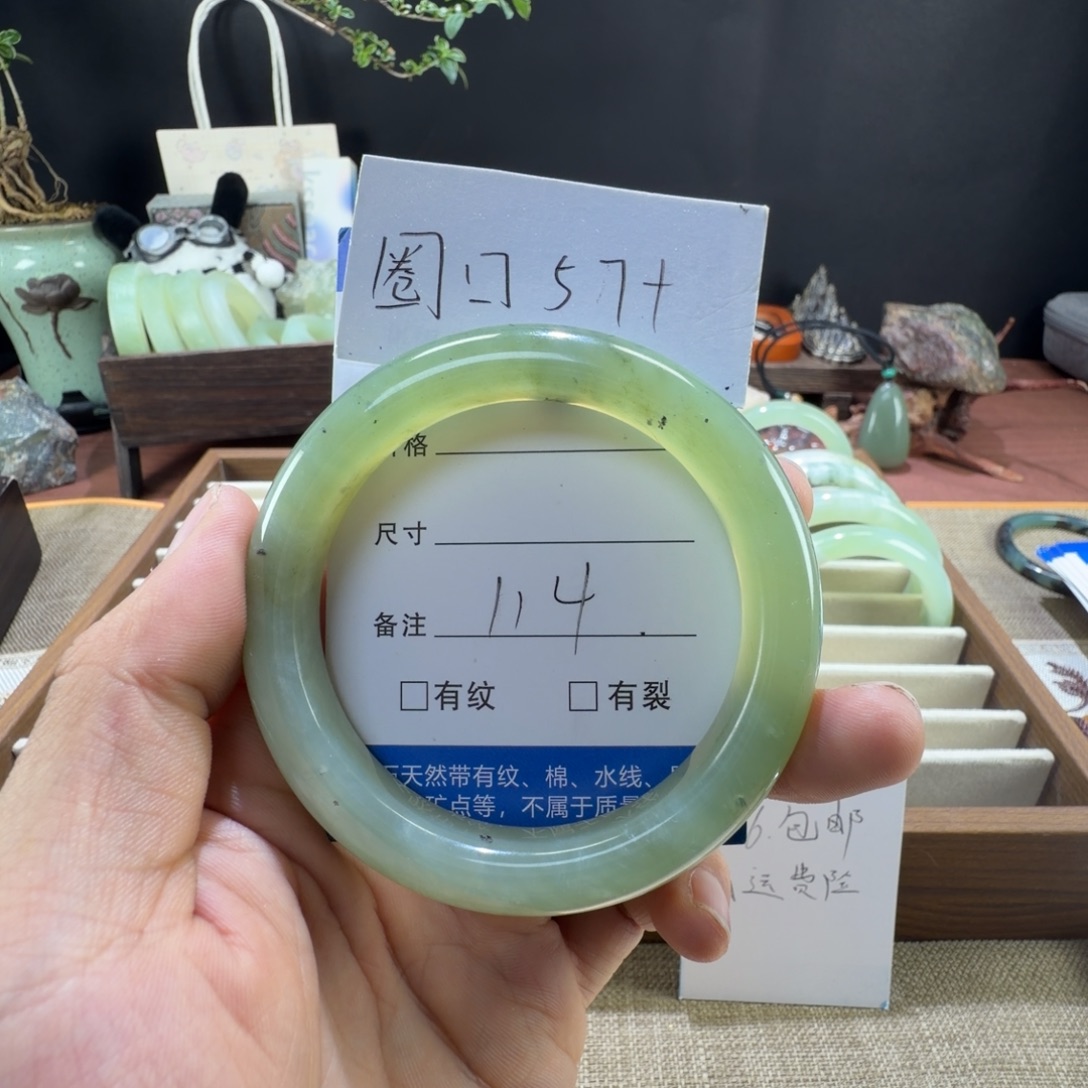 圈口57+
格
尺寸
备注 114
□有纹 □有裂
天然带有纹、棉、水线、
矿点等，不属于质量
包邮
运费险